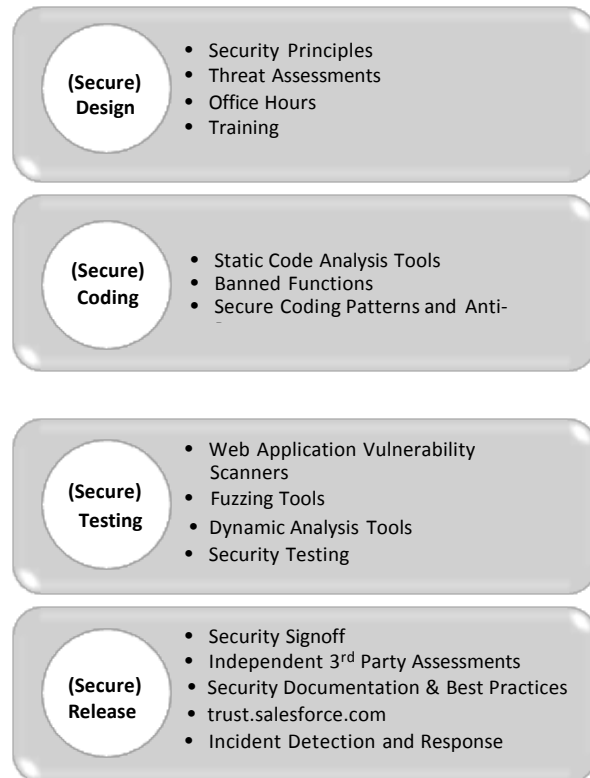 (Secure)
Design
• Security Principles
• Threat Assessments
• Office Hours
• Training
(Secure)
Coding
• Static Code Analysis Tools
• Banned Functions
• Secure Coding Patterns and Anti-
(Secure)
Testing
• Web Application Vulnerability
Scanners
• Fuzzing Tools
• Dynamic Analysis Tools
• Security Testing
(Secure)
Release
• Security Signoff
• Independent 3rd Party Assessments
• Security Documentation & Best Practices
• trust.salesforce.com
• Incident Detection and Response